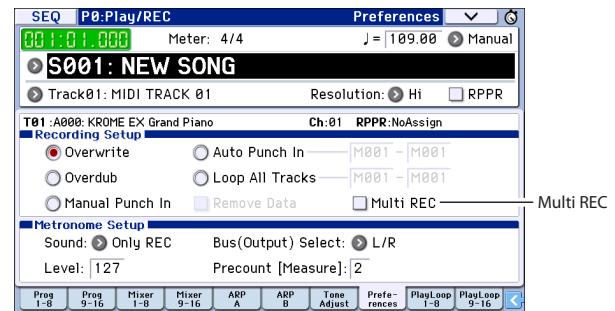 SEQ P0:Play/REC Preferences
001:01.000 Meter: 4/4 ♩= 109.00 Manual
S001: NEW SONG
Track01: MIDI TRACK 01 Resolution: Hi RPPR
T01 :A000: KROME EX Grand Piano Ch:01 RPPR:NoAssign
Recording Setup
Overwrite Auto Punch In M001 - M001
Overdub Loop All Tracks M001 - M001
Manual Punch In Remove Data Multi REC Multi REC
Metronome Setup
Sound: Only REC Bus(Output) Select: L/R
Level: 127 Precount [Measure]: 2
Prog 1-8 Prog 9-16 Mixer 1-8 Mixer 9-16 ARP A ARP B Tone Adjust Prefe-rences PlayLoop 1-8 PlayLoop 9-16